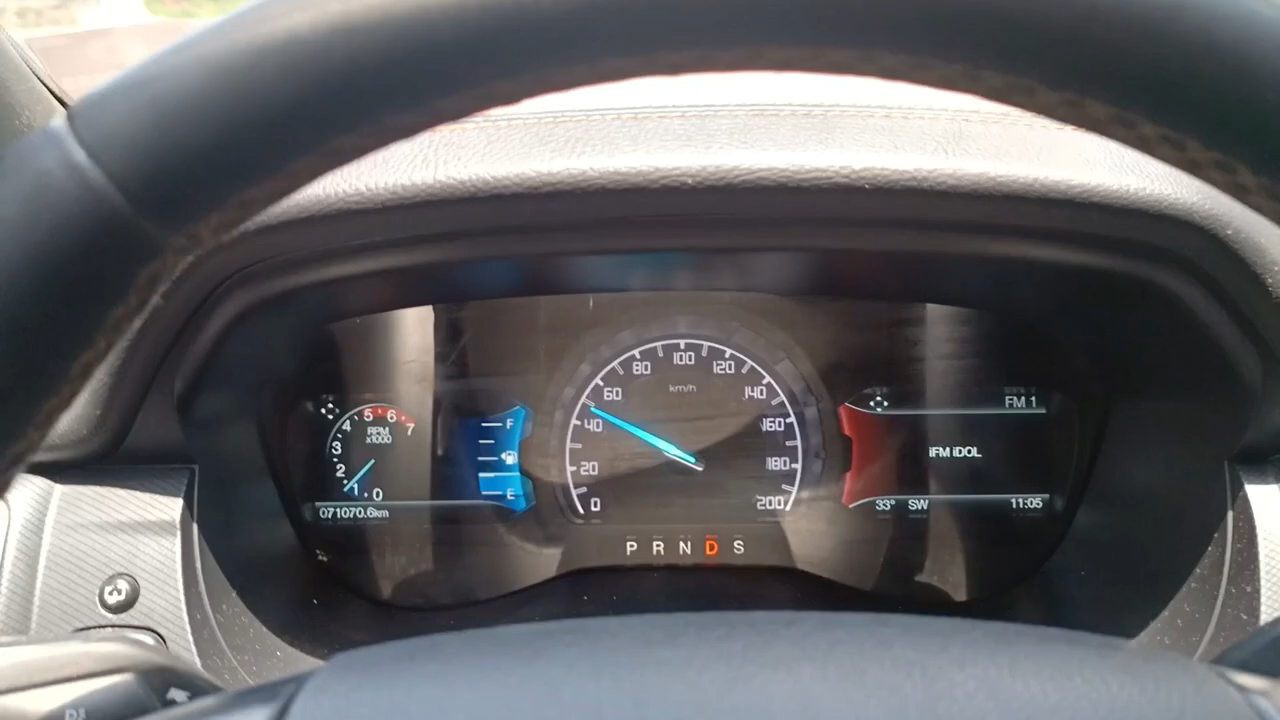 100
80 120
km/h
60 140
FM 1
5 6
4 7
RPM
x1000
F
40 160
3
iFM iDOL
2
20 180
1 0
E
0 200
33° SW 11:05
071070.6km
P R N D S